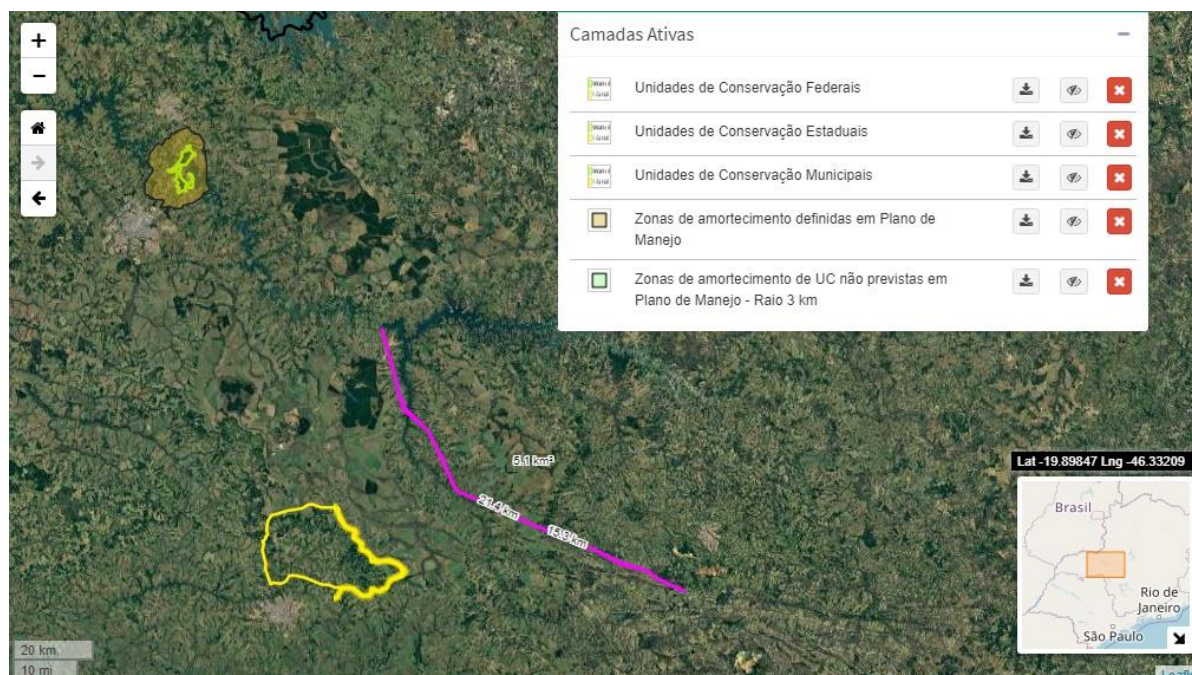 +
−
Camadas Ativas
Unidades de Conservação Federais
Unidades de Conservação Estaduais
Unidades de Conservação Municipais
Zonas de amortecimento definidas em Plano de
Manejo
Zonas de amortecimento de UC não previstas em
Plano de Manejo - Raio 3 km
5.1 km²
21.4 km
15.3 km
Lat -19.89847 Lng -46.33209
Brasil
Rio de
Janeiro
São Paulo
20 km
10 mi